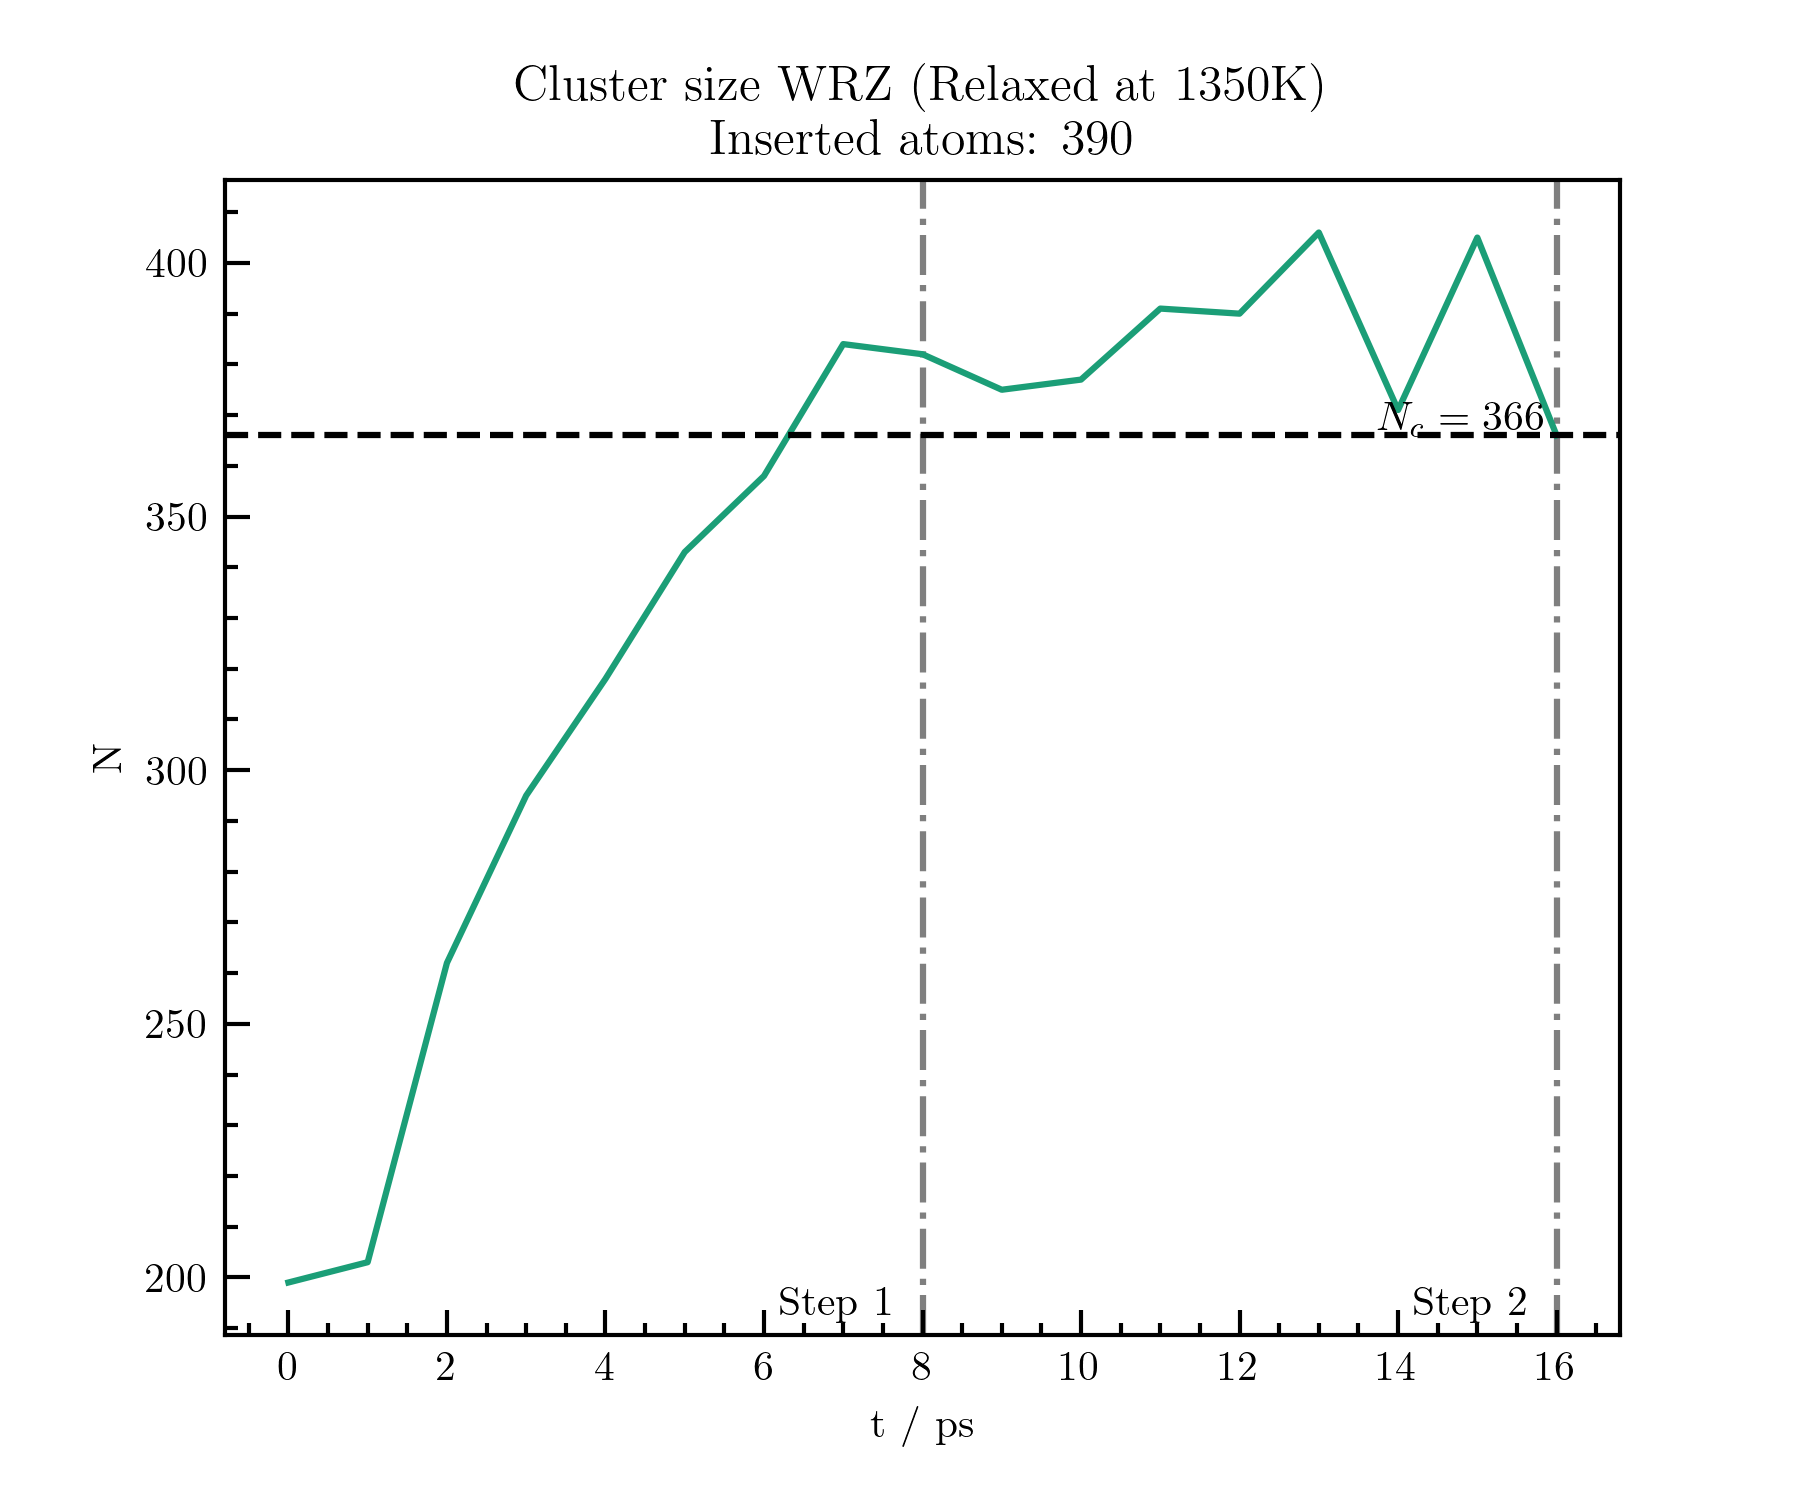 Cluster size WRZ (Relaxed at 1350K)
Inserted atoms: 390
400
350
300
250
200
N
N_c = 366
Step 1
Step 2
0 2 4 6 8 10 12 14 16
t / ps